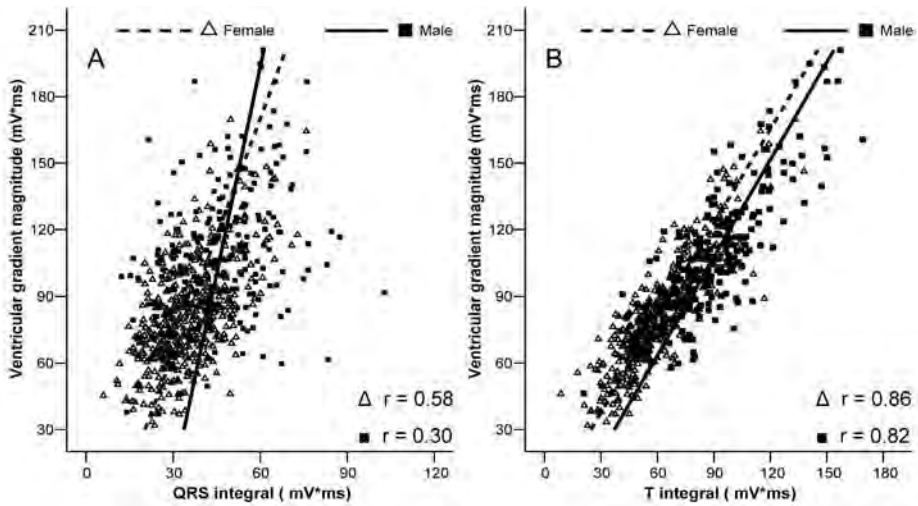 Female
Male
A
Ventricular gradient magnitude (mV*ms)
210
180
150
120
90
60
30
r = 0.58
r = 0.30
0
30
60
90
120
QRS integral ( mV*ms)
Female
Male
B
Ventricular gradient magnitude (mV*ms)
210
180
150
120
90
60
30
r = 0.86
r = 0.82
0
30
60
90
120
150
180
T integral ( mV*ms)